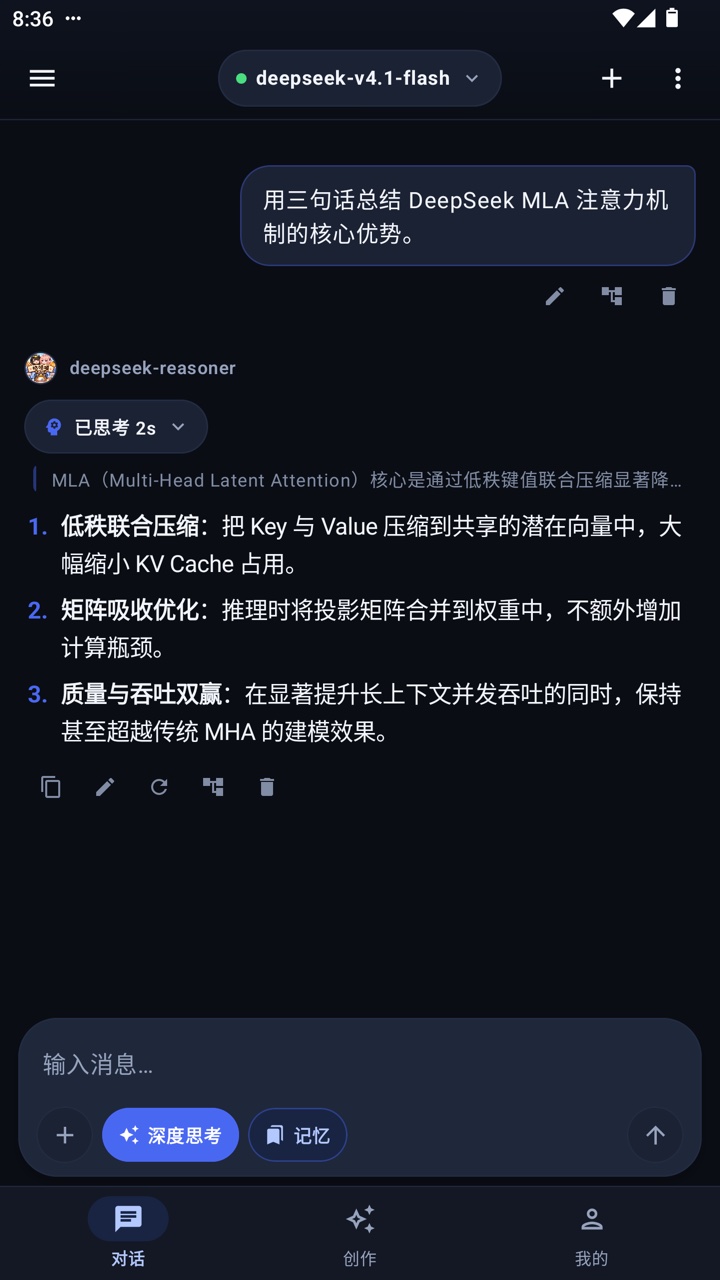 8:36
deepseek-v4.1-flash
用三句话总结 DeepSeek MLA 注意力机
制的核心优势。
deepseek-reasoner
已思考 2s
MLA（Multi-Head Latent Attention）核心是通过低秩键值联合压缩显著降…
1. 低秩联合压缩：把 Key 与 Value 压缩到共享的潜在向量中，大
幅缩小 KV Cache 占用。
2. 矩阵吸收优化：推理时将投影矩阵合并到权重中，不额外增加
计算瓶颈。
3. 质量与吞吐双赢：在显著提升长上下文并发吞吐的同时，保持
甚至超越传统 MHA 的建模效果。
输入消息…
深度思考
记忆
对话
创作
我的